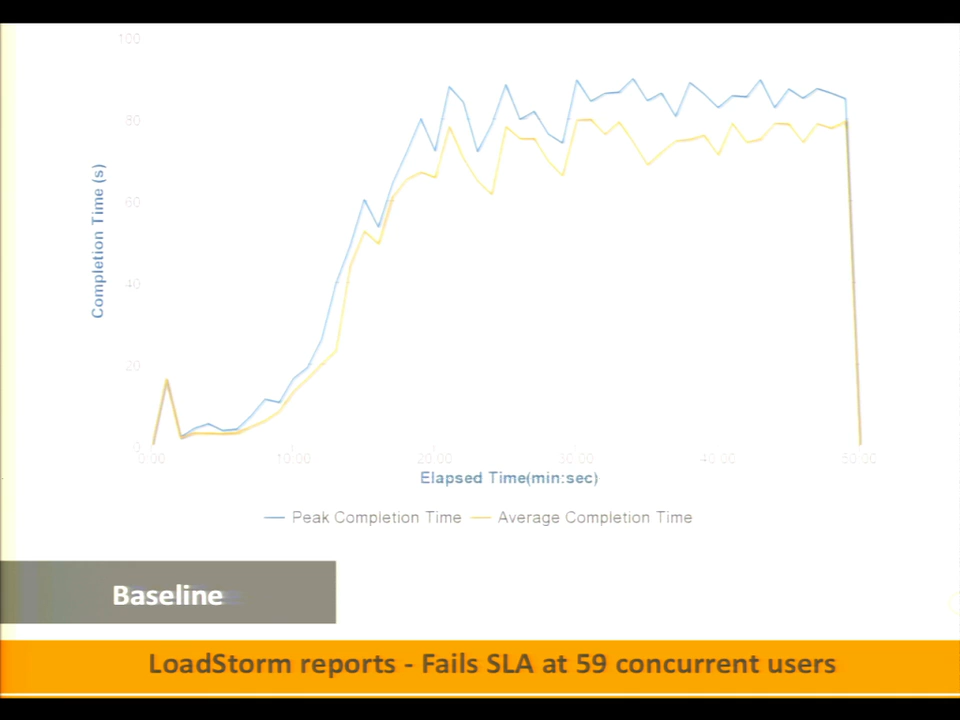 100
80
60
40
20
0
Completion Time (s)
0:00 10:00 20:00 30:00 40:00 50:00
Elapsed Time(min:sec)
Peak Completion Time Average Completion Time
Baseline
LoadStorm reports - Fails SLA at 59 concurrent users